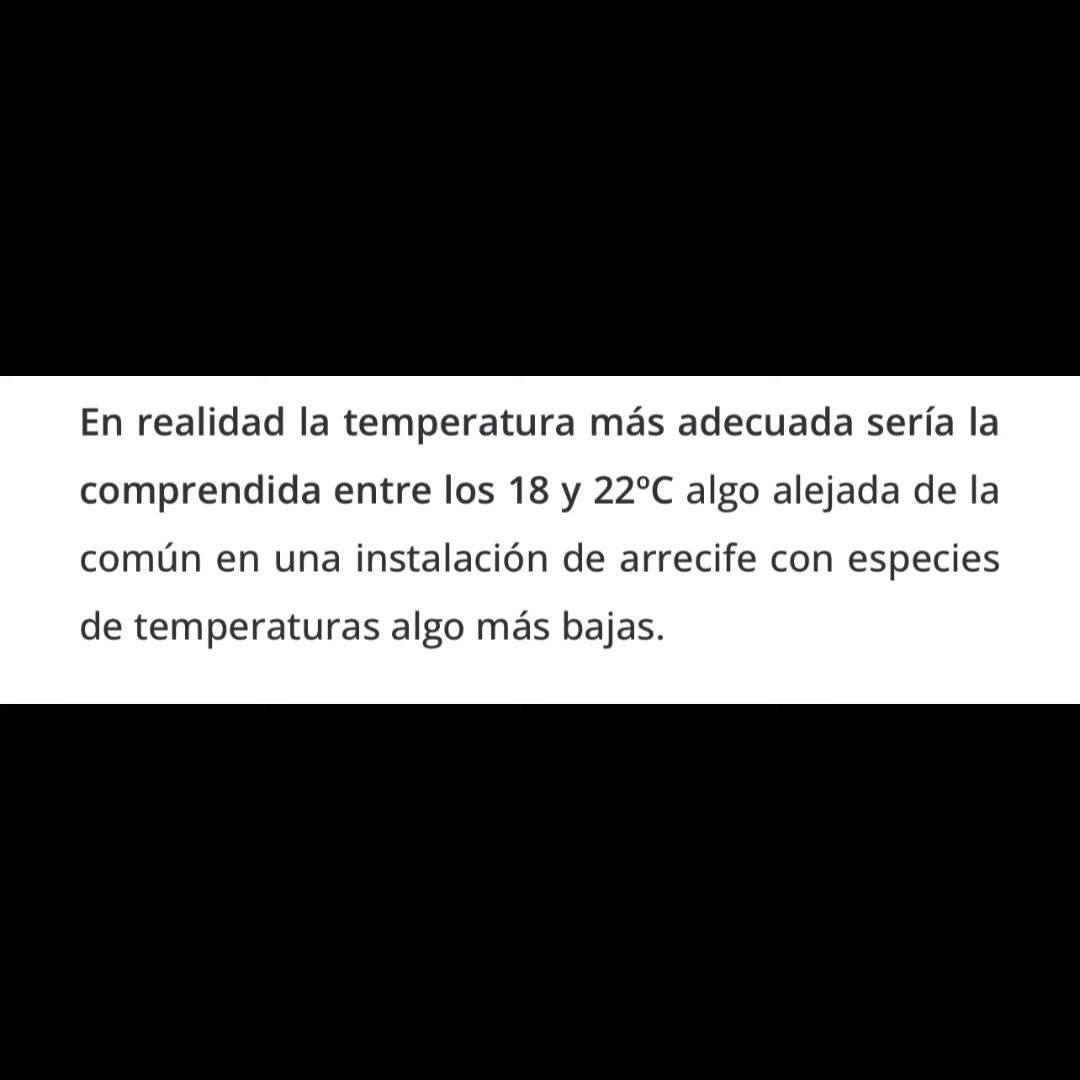 En realidad la temperatura más adecuada sería la
comprendida entre los 18 y 22ºC algo alejada de la
común en una instalación de arrecife con especies
de temperaturas algo más bajas.